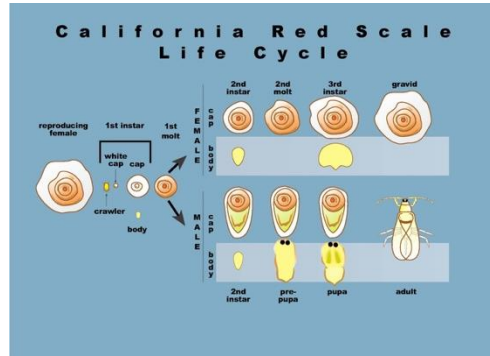 California Red Scale
Life Cycle
reproducing
female
1st instar
crawler
white
cap
cap
body
1st
molt
FEMALE
cap
body
2nd
instar
2nd
molt
3rd
instar
gravid
MALE
cap
body
2nd
instar
pre-
pupa
pupa
adult